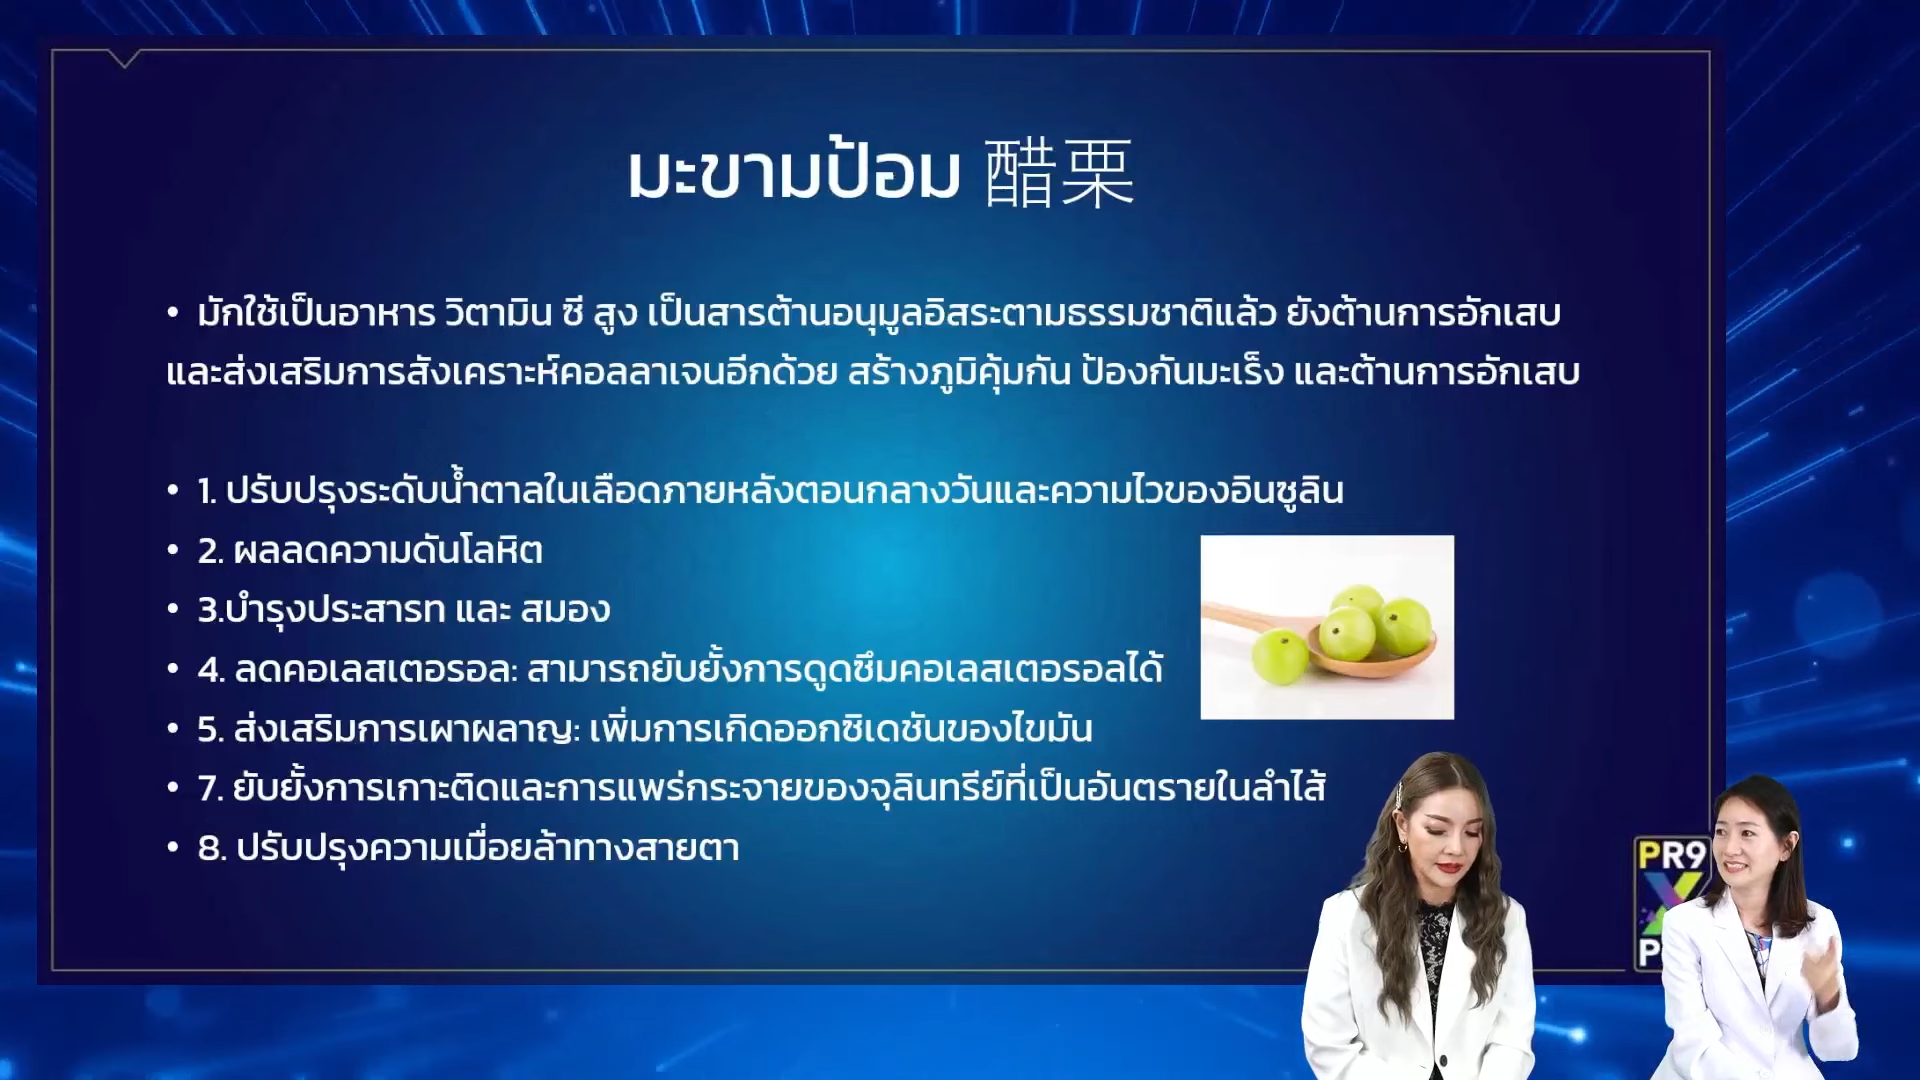 มะขามป้อม 醋栗
• มักใช้เป็นอาหาร วิตามิน ซี สูง เป็นสารต้านอนุมูลอิสระตามธรรมชาติแล้ว ยังต้านการอักเสบ
และส่งเสริมการสังเคราะห์คอลลาเจนอีกด้วย สร้างภูมิคุ้มกัน ป้องกันมะเร็ง และต้านการอักเสบ
• 1. ปรับปรุงระดับน้ำตาลในเลือดภายหลังตอนกลางวันและความไวของอินซูลิน
• 2. ผลลดความดันโลหิต
• 3.บำรุงประสารท และ สมอง
• 4. ลดคอเลสเตอรอล: สามารถยับยั้งการดูดซึมคอเลสเตอรอลได้
• 5. ส่งเสริมการเผาผลาญ: เพิ่มการเกิดออกซิเดชันของไขมัน
• 7. ยับยั้งการเกาะติดและการแพร่กระจายของจุลินทรีย์ที่เป็นอันตรายในลำไส้
• 8. ปรับปรุงความเมื่อยล้าทางสายตา
PR9
X